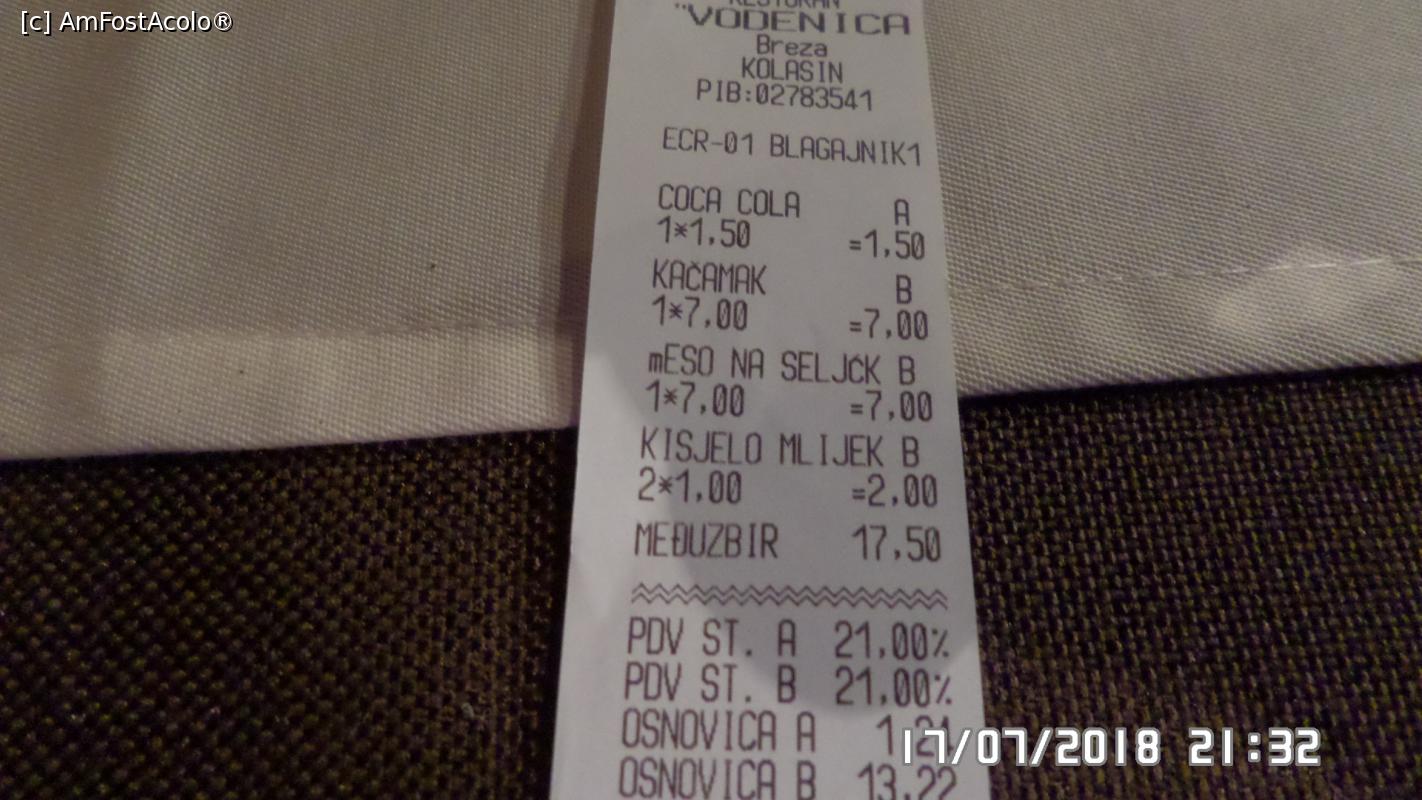 [c] AmFostAcolo®
RESTORAN
"VODENICA
Breza
KOLASIN
PIB:02783541
ECR-01 BLAGAJNIK1
COCA COLA A
1*1,50 =1,50
KAČAMAK B
1*7,00 =7,00
mESO NA SELJČK B
1*7,00 =7,00
KISJELO MLIJEK B
2*1,00 =2,00
MEĐUZBIR 17,50
PDV ST. A 21,00%
PDV ST. B 21,00%
OSNOVICA A 1,24
OSNOVICA B 13,22
17/07/2018 21:32